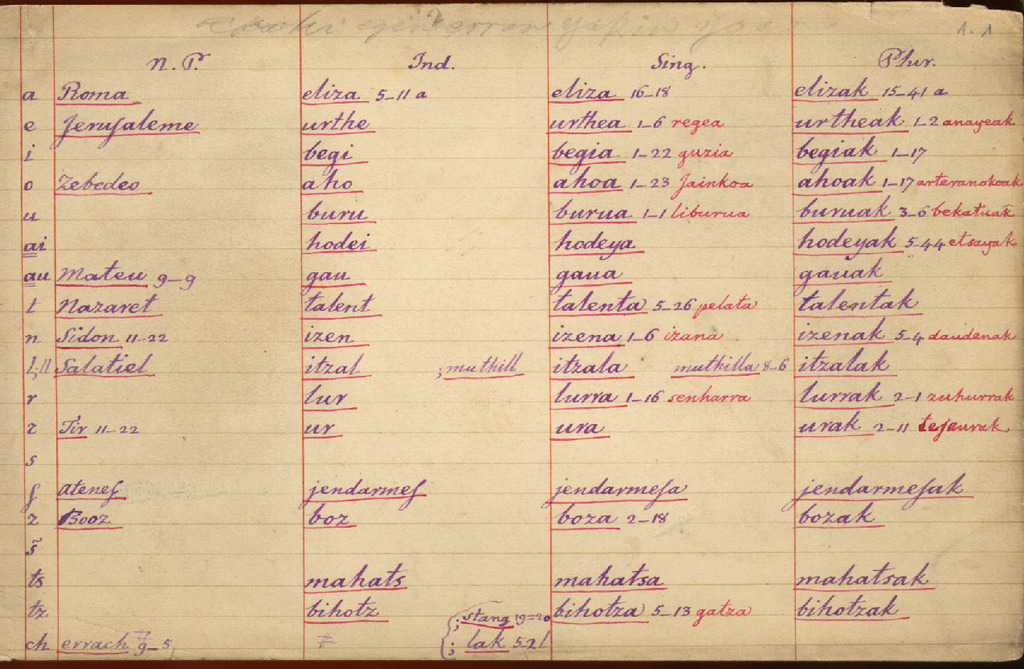 1.1
N.P. Ind. Sing. Plur.
a Roma eliza 5-11 a eliza 16-18 elizak 15-41 a
e Jeruſaleme urthe urthea 1-6 regea urtheak 1-2 anayeak
i begi begia 1-22 guzia begiak 1-17
o Zebedeo aho ahoa 1-23 Jainkoa ahoak 1-17 arteranokoak
u buru burua 1-1 liburua buruak 3-6 bekatuak
ai hodei hodeya hodeyak 5-44 etsayak
au Mateu 9-9 gau gaua gauak
t Nazaret talent talenta 5-26 pelata talentak
n Sidon 11-22 izen izena 1-6 izana izenak 5-4 daudenak
l;ll Salatiel itzal ;muthill itzala muthilla 8-6 itzalak
r lur lurra 1-16 senharra lurrak 2-1 zuhurrak
r Tir 11-22 ur ura urak 2-11 teſaurak
s
ſ Ateneſ jendarmeſ jendarmeſa jendarmeſak
z Booz boz boza 2-18 bozak
s̃
ts mahats mahatsa mahatsak
tz bihotz ;stang 19=20 bihotza 5-13 gatza bihotzak
ch errach # 9-5 # ; lak 5-21